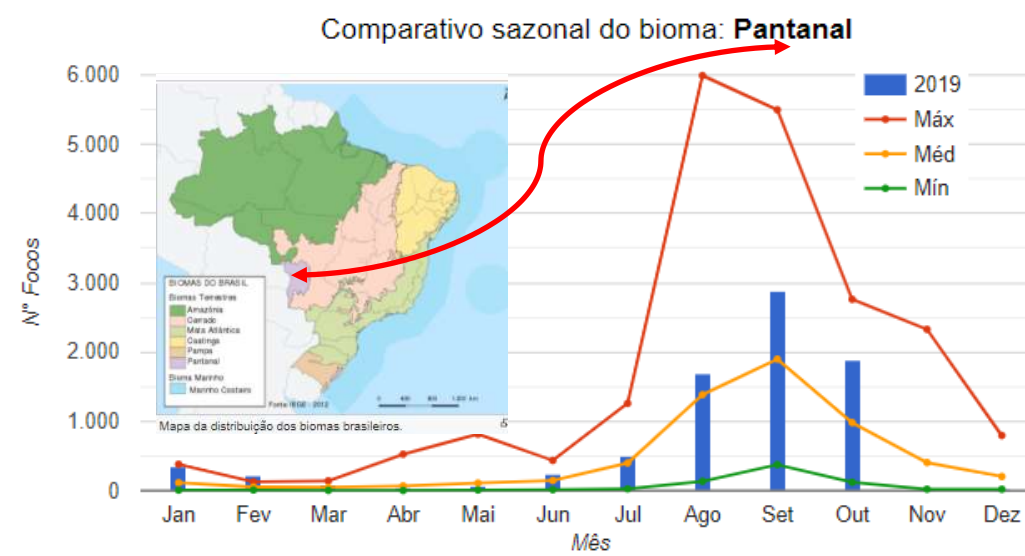 Comparativo sazonal do bioma: Pantanal
6.000
5.000
4.000
3.000
2.000
1.000
0
N° Focos
2019
Máx
Méd
Mín
BIOMAS DO BRASIL
Biomas Terrestres
Amazônia
Cerrado
Mata Atlântica
Caatinga
Pampa
Pantanal
Bioma Marinho
Marinho Costeiro
Fonte IBGE - 2012
Mapa da distribuição dos biomas brasileiros.
Jan Fev Mar Abr Mai Jun Jul Ago Set Out Nov Dez
Mês